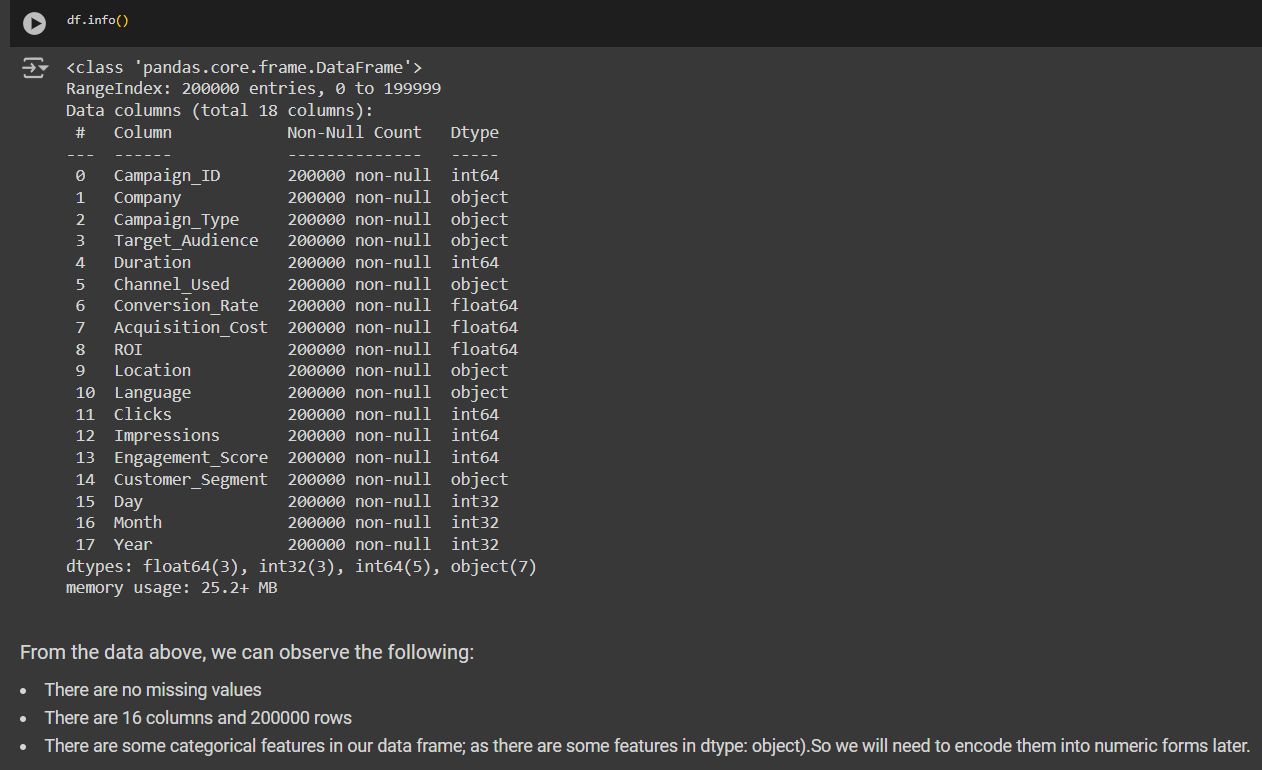 df.info()
<class 'pandas.core.frame.DataFrame'>
RangeIndex: 200000 entries, 0 to 199999
Data columns (total 18 columns):
 #   Column            Non-Null Count   Dtype
---  ------            --------------   -----
 0   Campaign_ID       200000 non-null  int64
 1   Company           200000 non-null  object
 2   Campaign_Type     200000 non-null  object
 3   Target_Audience   200000 non-null  object
 4   Duration          200000 non-null  int64
 5   Channel_Used      200000 non-null  object
 6   Conversion_Rate   200000 non-null  float64
 7   Acquisition_Cost  200000 non-null  float64
 8   ROI               200000 non-null  float64
 9   Location          200000 non-null  object
 10  Language          200000 non-null  object
 11  Clicks            200000 non-null  int64
 12  Impressions       200000 non-null  int64
 13  Engagement_Score  200000 non-null  int64
 14  Customer_Segment  200000 non-null  object
 15  Day               200000 non-null  int32
 16  Month             200000 non-null  int32
 17  Year              200000 non-null  int32
dtypes: float64(3), int32(3), int64(5), object(7)
memory usage: 25.2+ MB
From the data above, we can observe the following:
• There are no missing values
• There are 16 columns and 200000 rows
• There are some categorical features in our data frame; as there are some features in dtype: object).So we will need to encode them into numeric forms later.